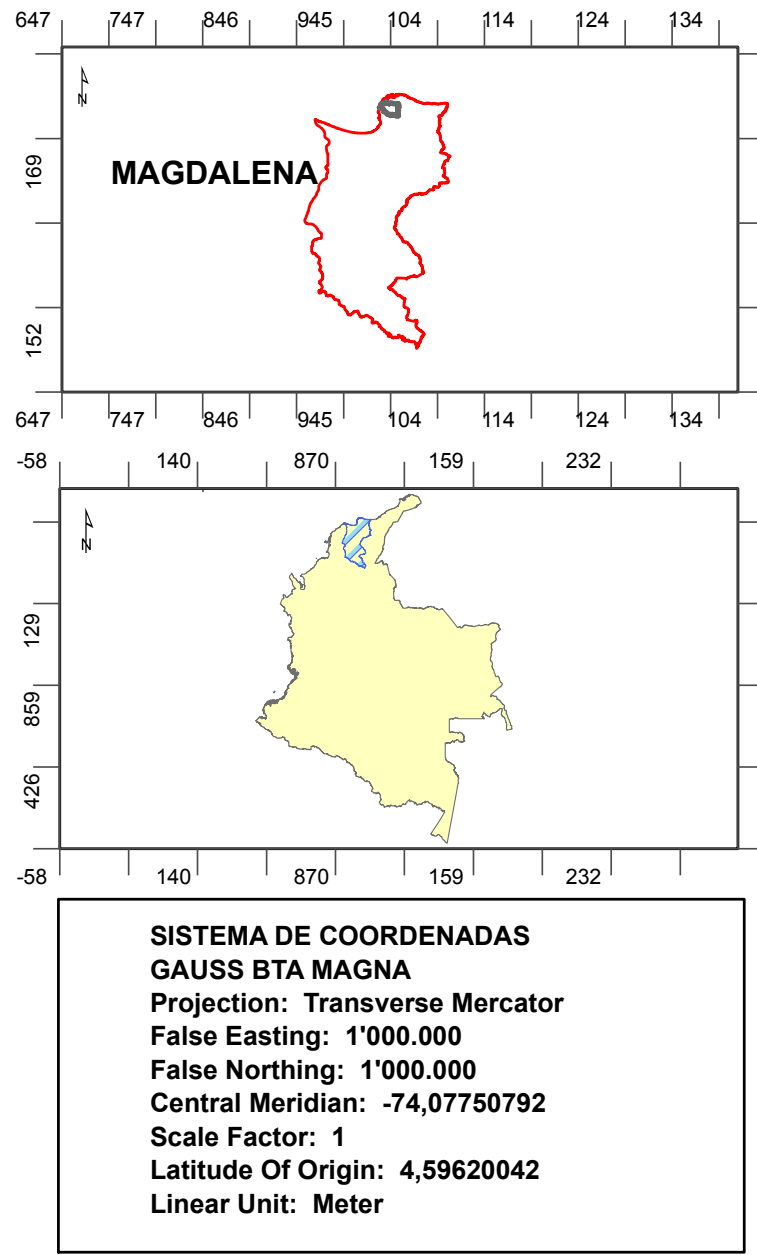 647 747 846 945 104 114 124 134
N
169
MAGDALENA
152
647 747 846 945 104 114 124 134
-58 140 870 159 232
N
129
859
426
-58 140 870 159 232
SISTEMA DE COORDENADAS
GAUSS BTA MAGNA
Projection: Transverse Mercator
False Easting: 1'000.000
False Northing: 1'000.000
Central Meridian: -74,07750792
Scale Factor: 1
Latitude Of Origin: 4,59620042
Linear Unit: Meter